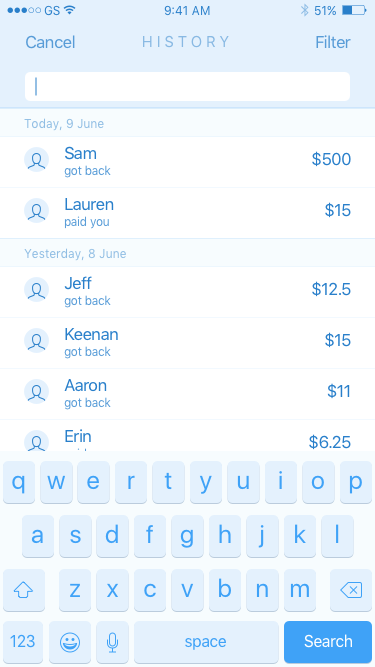 GS 9:41 AM 51%
Cancel HISTORY Filter
Today, 9 June
Sam
got back
$500
Lauren
paid you
$15
Yesterday, 8 June
Jeff
got back
$12.5
Keenan
got back
$15
Aaron
got back
$11
Erin
$6.25
q w e r t y u i o p
a s d f g h j k l
z x c v b n m
123 space Search